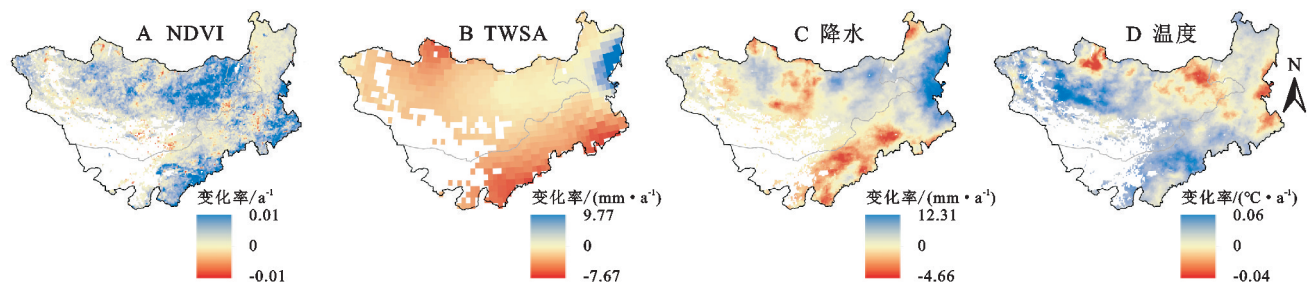 A NDVI
变化率/a⁻¹
0.01
0
-0.01
B TWSA
变化率/(mm·a⁻¹)
9.77
0
-7.67
C 降水
变化率/(mm·a⁻¹)
12.31
0
-4.66
D 温度
N
变化率/(℃·a⁻¹)
0.06
0
-0.04